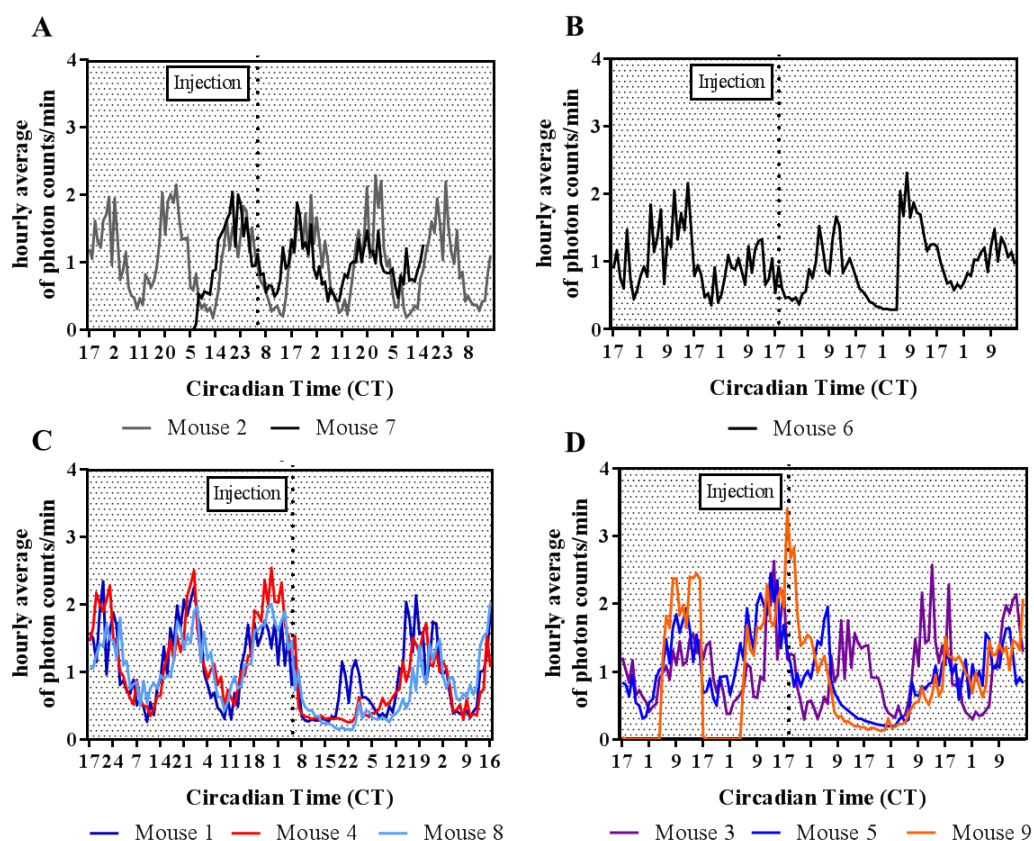 A
B
4
3
2
1
0
Injection
hourly average
of photon counts/min
17 2 11 20 5 14 23 8 17 2 11 20 5 14 23 8
Circadian Time (CT)
Mouse 2 Mouse 7
4
3
2
1
0
Injection
hourly average
of photon counts/min
17 1 9 17 1 9 17 1 9 17 1 9 17 1 9
Circadian Time (CT)
Mouse 6
C
D
4
3
2
1
0
Injection
hourly average
of photon counts/min
17 24 7 14 21 4 11 18 1 8 15 22 5 12 19 2 9 16
Circadian Time (CT)
Mouse 1 Mouse 4 Mouse 8
4
3
2
1
0
Injection
hourly average
of photon counts/min
17 1 9 17 1 9 17 1 9 17 1 9 17 1 9
Circadian Time (CT)
Mouse 3 Mouse 5 Mouse 9